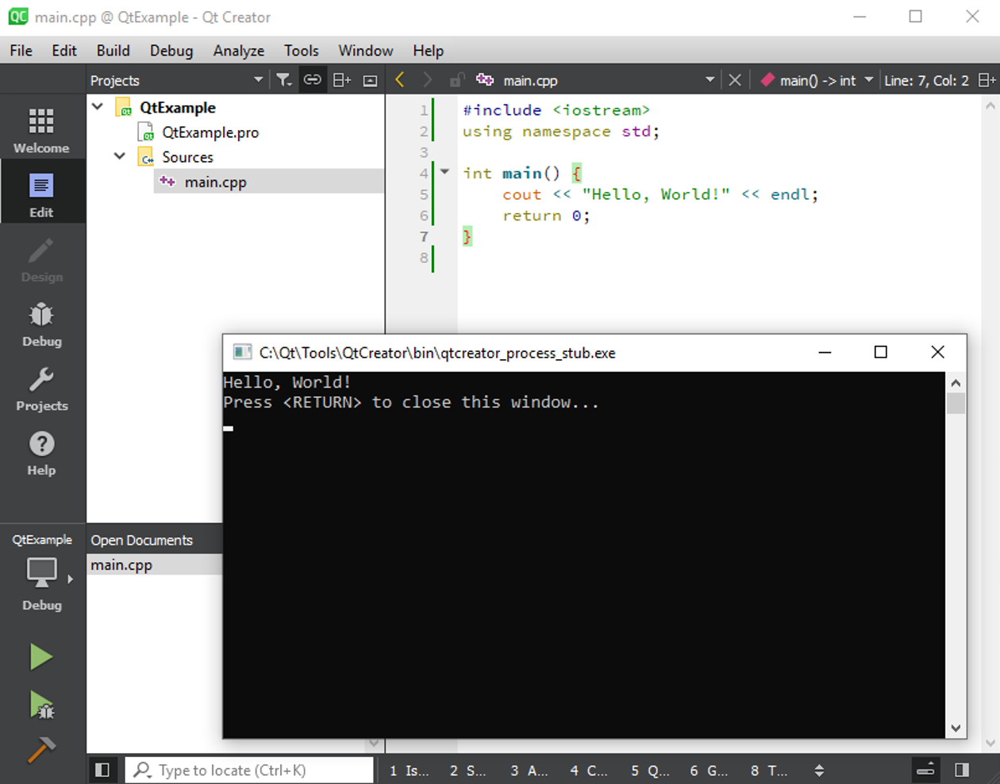 QC main.cpp @ QtExample - Qt Creator
File Edit Build Debug Analyze Tools Window Help
Projects
main.cpp
main() -> int
Line: 7, Col: 2
Welcome
Edit
Design
Debug
Projects
Help
QtExample
Debug
QtExample
QtExample.pro
Sources
main.cpp
1 #include <iostream>
2 using namespace std;
3
4 int main() {
5 cout << "Hello, World!" << endl;
6 return 0;
7 }
8
C:\Qt\Tools\QtCreator\bin\qtcreator_process_stub.exe
Hello, World!
Press <RETURN> to close this window...
Open Documents
main.cpp
Type to locate (Ctrl+K)
1 Is... 2 S... 3 A... 4 C... 5 Q... 6 G... 8 T...